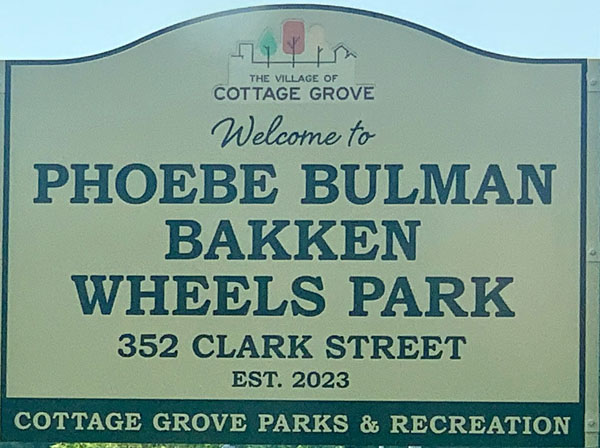 THE VILLAGE OF
COTTAGE GROVE
Welcome to
PHOEBE BULMAN
BAKKEN
WHEELS PARK
352 CLARK STREET
EST. 2023
COTTAGE GROVE PARKS & RECREATION